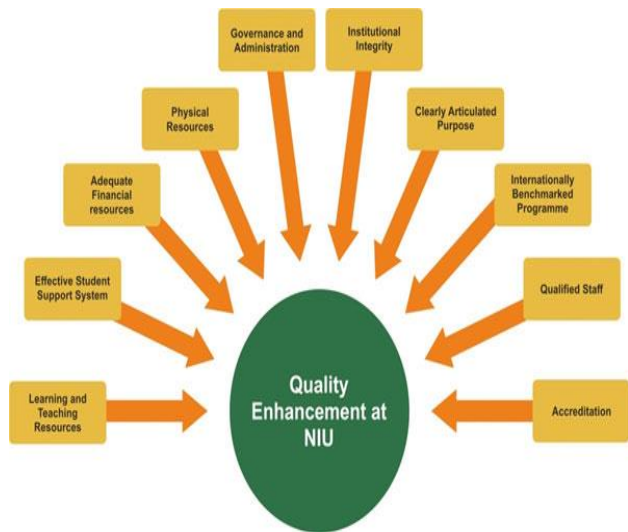 Governance and
Administration
Institutional
Integrity
Physical
Resources
Clearly Articulated
Purpose
Adequate
Financial
resources
Internationally
Benchmarked
Programme
Effective Student
Support System
Qualified Staff
Learning and
Teaching
Resources
Accreditation
Quality
Enhancement at
NIU